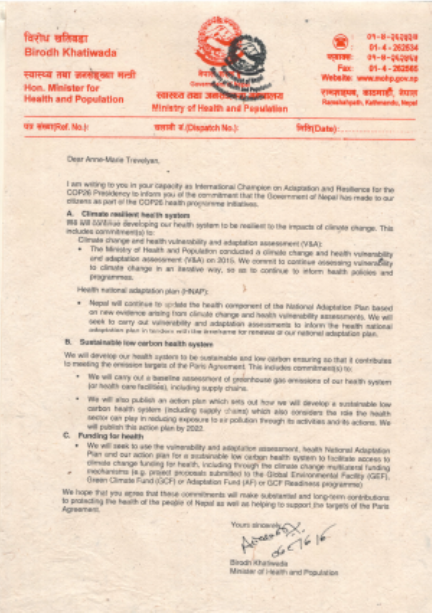 विरोध खतिवडा
Birodh Khatiwada
स्वास्थ्य तथा जनसङ्ख्या मन्त्री
Hon. Minister for
Health and Population
Ministry of Health and Population
01-4-262534
Fax: 01-4-
Website: www.mohp.gov.np
रामशाहपथ, काठमाडौं, नेपाल
Ramshahpath, Kathmandu, Nepal
पत्र संख्या(Ref. No.):
चलानी नं.(Dispatch No.):
मिति(Date):
Dear Anne-Marie Trevelyan,
I am writing to you in your capacity as International Champion on Adaptation and Resilience for the
COP26 Presidency to inform you of the commitment that the Government of Nepal has made to our
citizens as part of the COP26 health programme initiatives.
A. Climate resilient health system
We will continue developing our health system to be resilient to the impacts of climate change. This
includes commitment(s) to:
Climate change and health vulnerability and adaptation assessment (V&A):
• The Ministry of Health and Population conducted a climate change and health vulnerability
and adaptation assessment (V&A) on 2015. We commit to continue assessing vulnerability
to climate change in an iterative way, so as to continue to inform health policies and
programmes.
Health national adaptation plan (HNAP):
• Nepal will continue to update the health component of the National Adaptation Plan based
on new evidence arising from climate change and health vulnerability assessments. We will
seek to carry out vulnerability and adaptation assessments to inform the health national
adaptation plan in tandem with the timeframe for renewal of our national adaptation plan.
B. Sustainable low carbon health system
We will develop our health system to be sustainable and low carbon ensuring so that it contributes
to meeting the emission targets of the Paris Agreement. This includes commitment(s) to:
• We will carry out a baseline assessment of greenhouse gas emissions of our health system
(or health care facilities), including supply chains.
• We will also publish an action plan which sets out how we will develop a sustainable low
carbon health system (including supply chains) which also considers the role the health
sector can play in reducing exposure to air pollution through its activities and its actions. We
will publish this action plan by 2022.
C. Funding for health
• We will seek to use the vulnerability and adaptation assessment, health National Adaptation
Plan and our action plan for a sustainable low carbon health system to facilitate access to
climate change funding for health, including through the climate change multilateral funding
mechanisms (e.g. project proposals submitted to the Global Environmental Facility (GEF),
Green Climate Fund (GCF) or Adaptation Fund (AF) or GCF Readiness programme)
We hope that you agree that these commitments will make substantial and long-term contributions
to protecting the health of the people of Nepal as well as helping to support the targets of the Paris
Agreement.
Yours sincerely,
Birodh Khatiwada
Minister of Health and Population